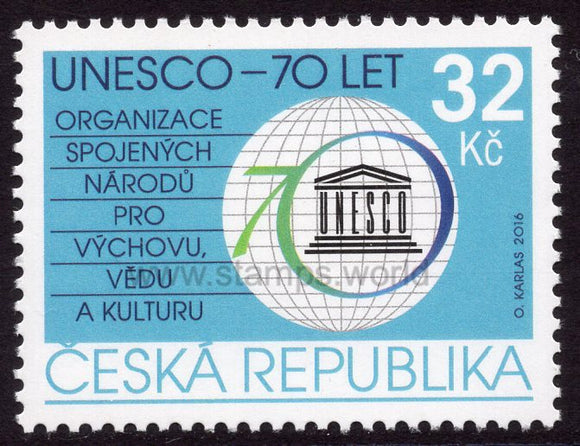 UNESCO – 70 LET
32
Kč
ORGANIZACE
SPOJENÝCH
NÁRODŮ
PRO
VÝCHOVU,
VĚDU
A KULTURU
70
UNESCO
www.stamps.world
O. KARLAS 2016
ČESKÁ REPUBLIKA